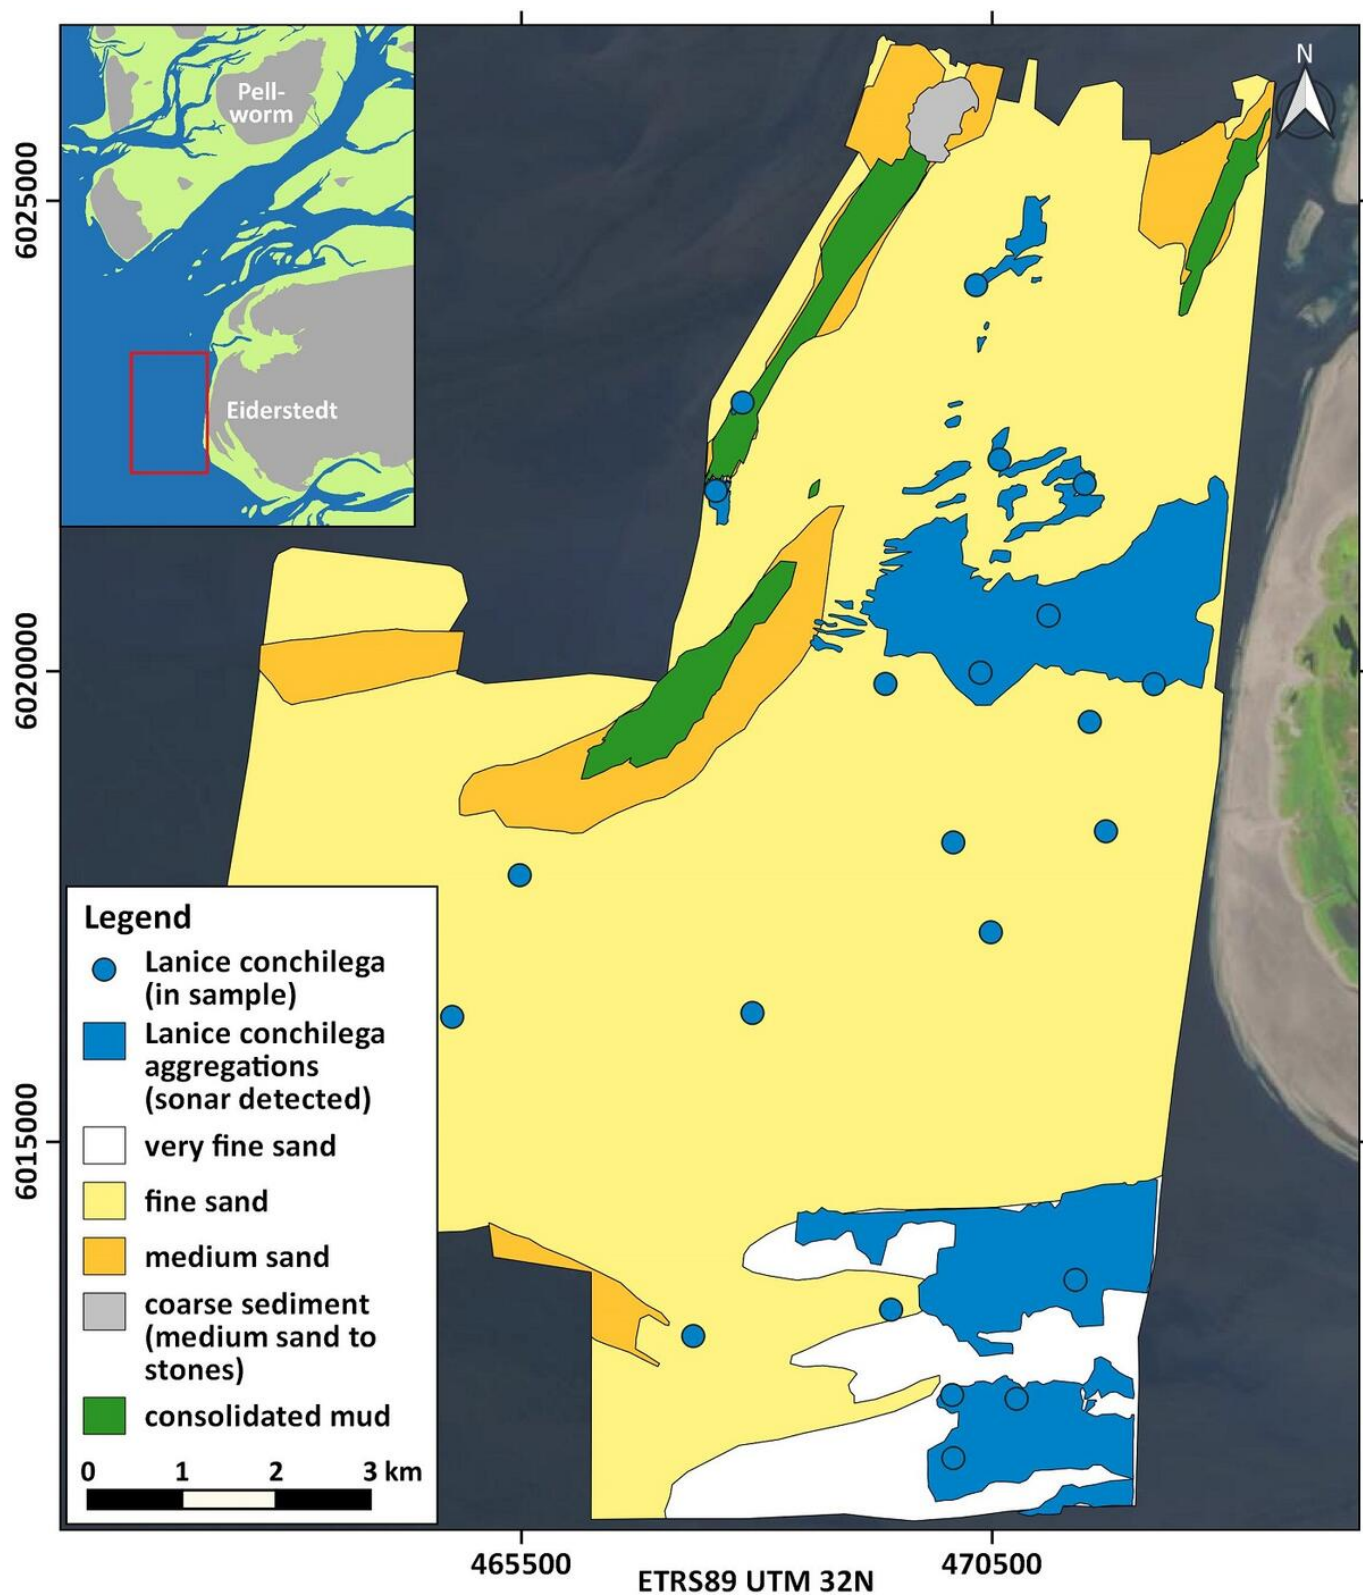 Pell-
worm
Eiderstedt
N
6025000
6020000
6015000
Legend
Lanice conchilega
(in sample)
Lanice conchilega
aggregations
(sonar detected)
very fine sand
fine sand
medium sand
coarse sediment
(medium sand to
stones)
consolidated mud
0 1 2 3 km
465500 470500
ETRS89 UTM 32N